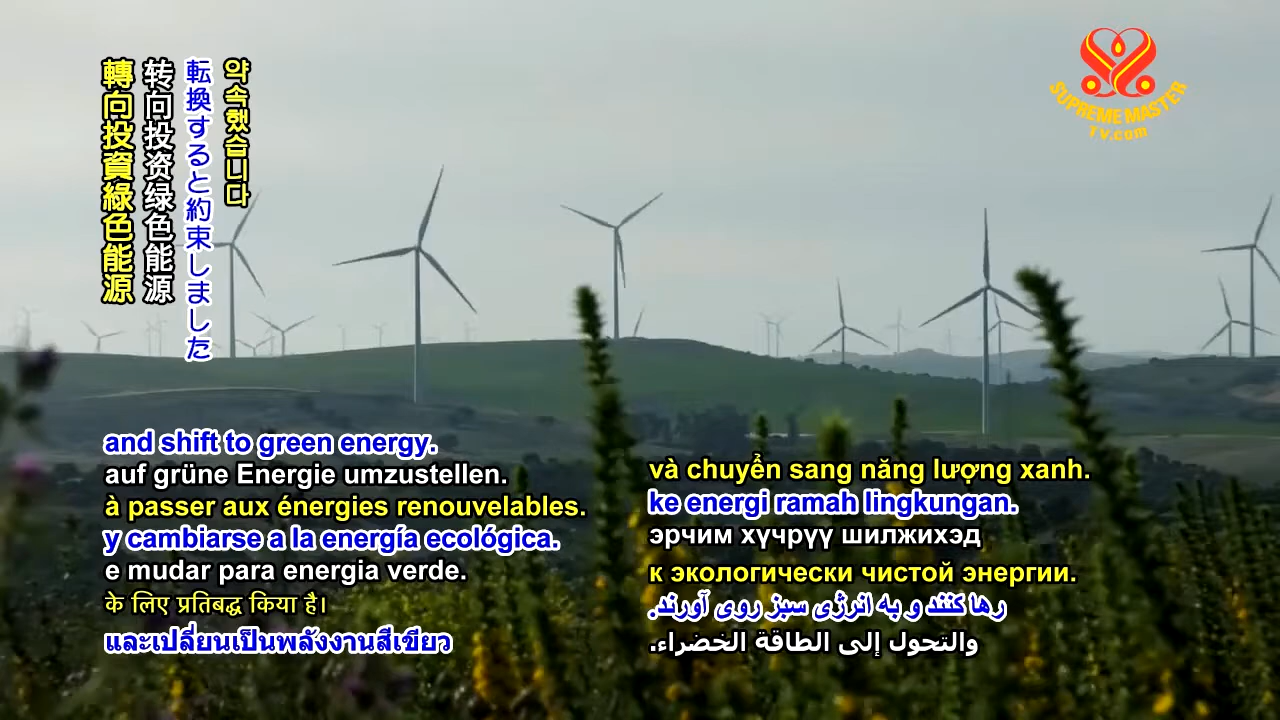 轉向投資綠色能源
转向投资绿色能源
転換すると約束しました
약속했습니다
SUPREME MASTER
TV.com
and shift to green energy.
auf grüne Energie umzustellen.
à passer aux énergies renouvelables.
y cambiarse a la energía ecológica.
e mudar para energia verde.
के लिए प्रतिबद्ध किया है।
และเปลี่ยนเป็นพลังงานสีเขียว
và chuyển sang năng lượng xanh.
ke energi ramah lingkungan.
эрчим хүчрүү шилжихэд
к экологически чистой энергии.
رها کنند و به انرژی سبز روی آورند.
والتحول إلى الطاقة الخضراء.